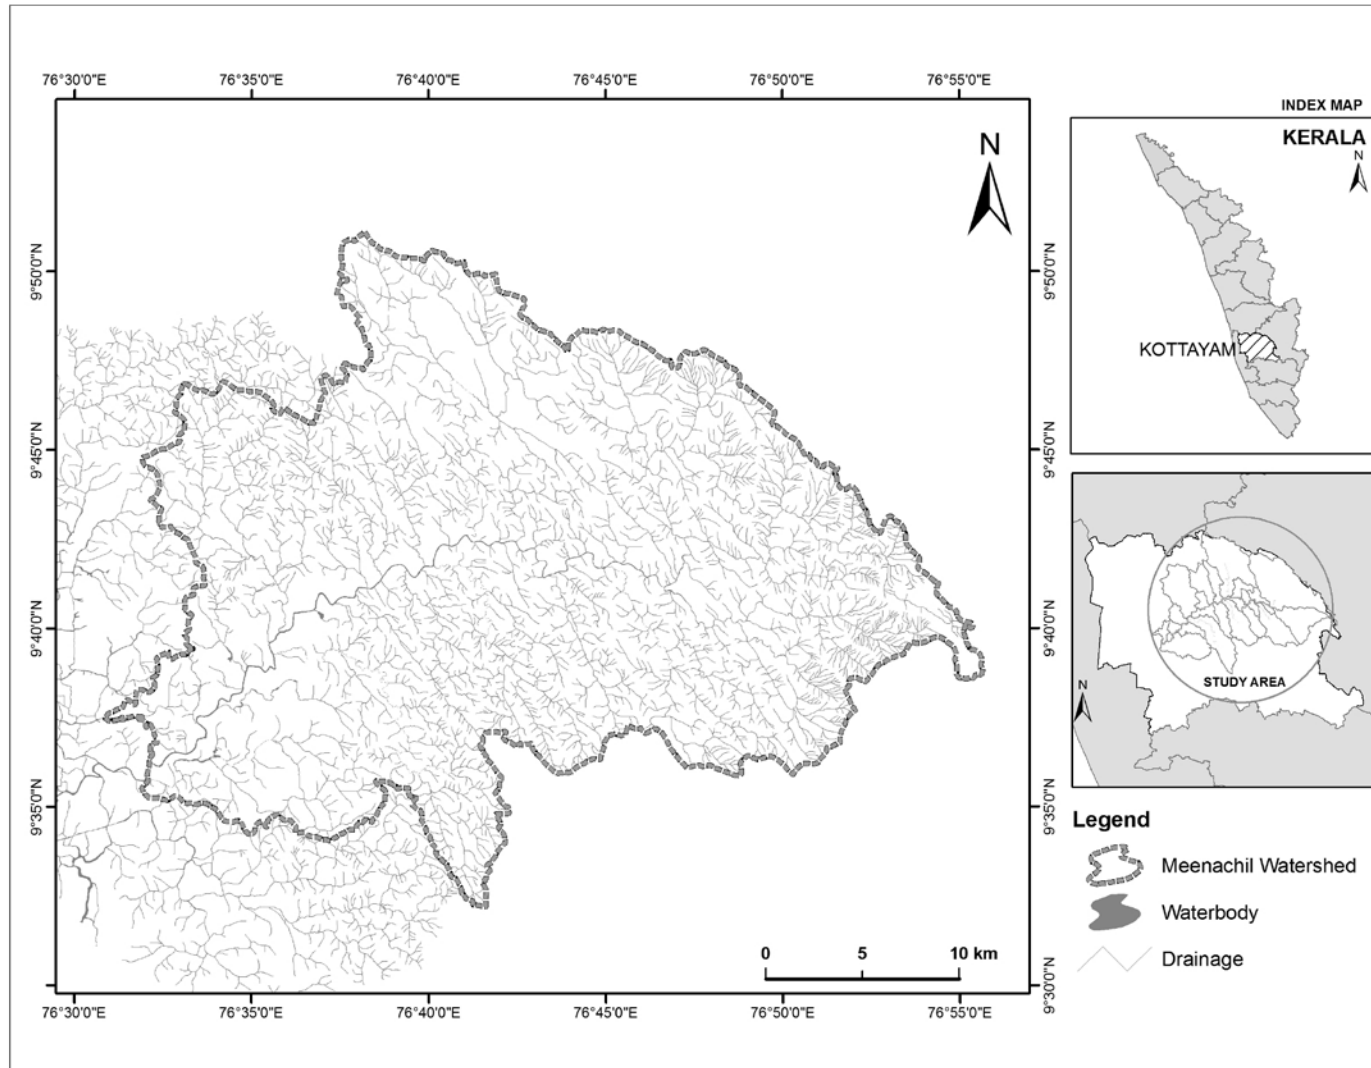 76°30'0"E 76°35'0"E 76°40'0"E 76°45'0"E 76°50'0"E 76°55'0"E
N
9°50'0"N
9°45'0"N
9°40'0"N
9°35'0"N
9°50'0"N
9°45'0"N
9°40'0"N
9°35'0"N
9°30'0"N
0 5 10 km
76°30'0"E 76°35'0"E 76°40'0"E 76°45'0"E 76°50'0"E 76°55'0"E
INDEX MAP
KERALA
N
KOTTAYAM
STUDY AREA
N
Legend
Meenachil Watershed
Waterbody
Drainage